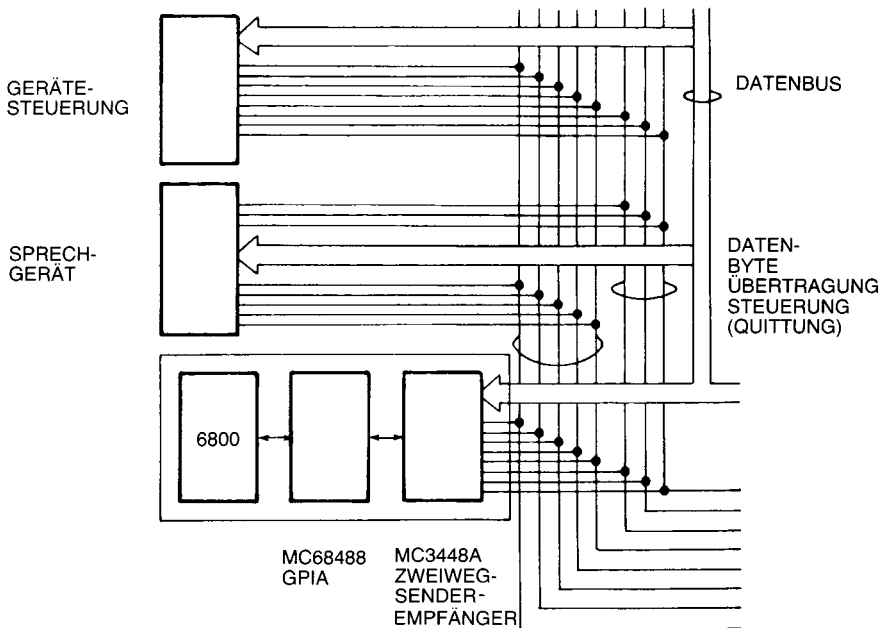 GERÄTE-
STEUERUNG
DATENBUS
SPRECH-
GERÄT
DATEN-
BYTE
ÜBERTRAGUNG
STEUERUNG
(QUITTUNG)
6800
MC68488
GPIA
MC3448A
ZWEIWEG-
SENDER-
EMPFÄNGER